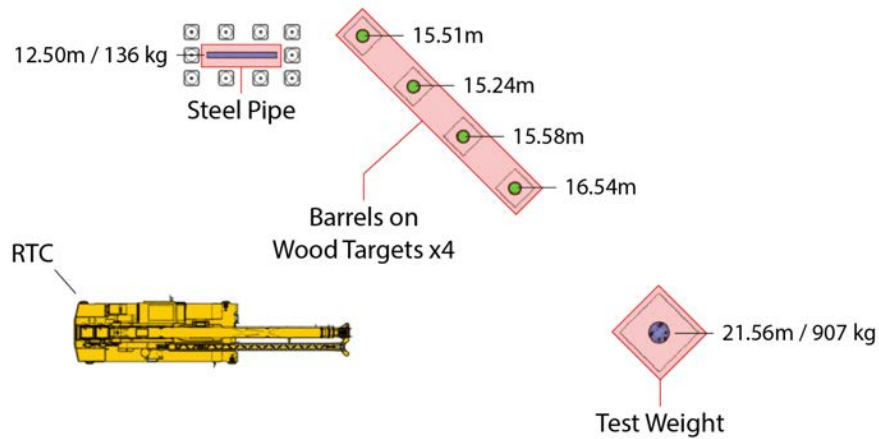 15.51m
12.50m / 136 kg
15.24m
Steel Pipe
15.58m
16.54m
Barrels on
Wood Targets x4
RTC
21.56m / 907 kg
Test Weight